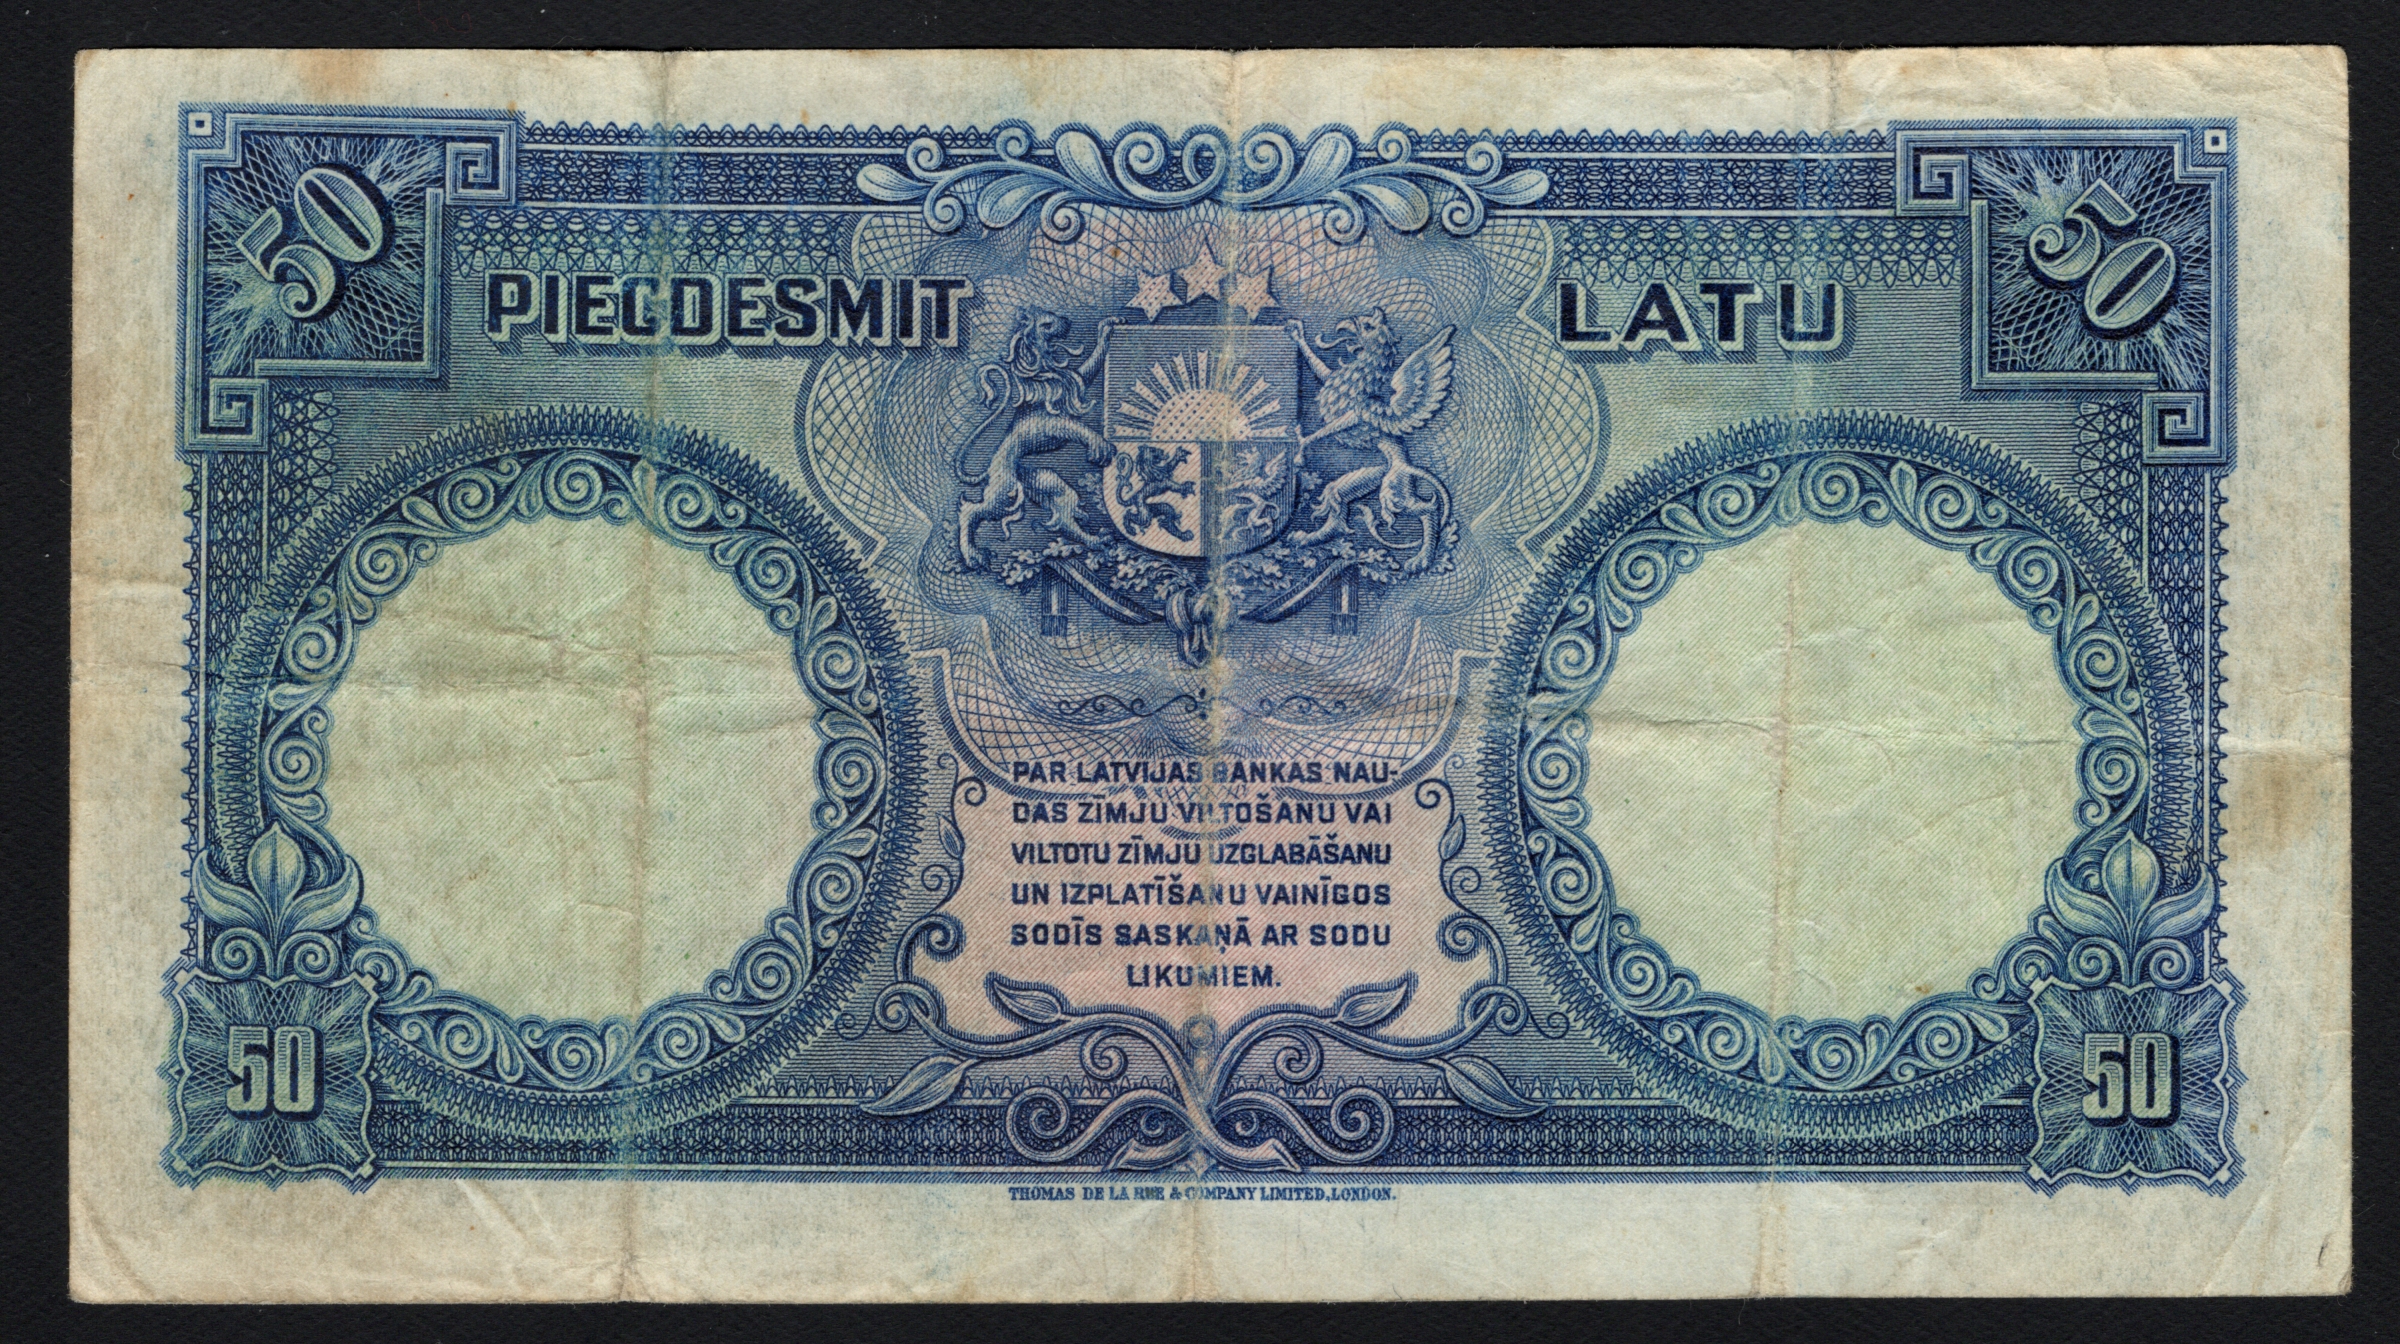 50
50
PIECDESMIT LATU
PAR LATVIJAS BANKAS NAU-
DAS ZĪMJU VILTOŠANU VAI
VILTOTU ZĪMJU UZGLABĀŠANU
UN IZPLATĪŠANU VAINĪGOS
SODĪS SASKAŅĀ AR SODU
LIKUMIEM.
50
50
THOMAS DE LA RUE & COMPANY LIMITED, LONDON.